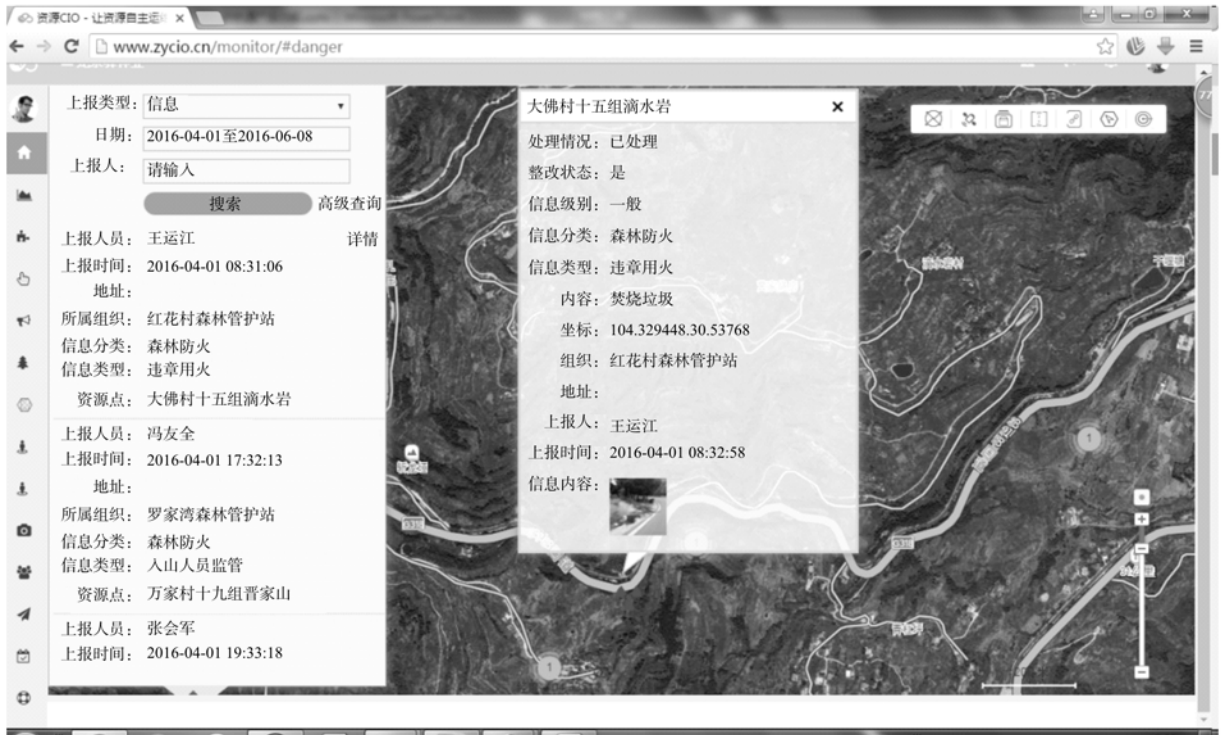 资源CIO - 让资源自主运
www.zycio.cn/monitor/#danger
上报类型： 信息
日期： 2016-04-01至2016-06-08
上报人： 请输入
搜索 高级查询
上报人员： 王运江 详情
上报时间： 2016-04-01 08:31:06
地址：
所属组织： 红花村森林管护站
信息分类： 森林防火
信息类型： 违章用火
资源点： 大佛村十五组滴水岩
上报人员： 冯友全
上报时间： 2016-04-01 17:32:13
地址：
所属组织： 罗家湾森林管护站
信息分类： 森林防火
信息类型： 入山人员监管
资源点： 万家村十九组晋家山
上报人员： 张会军
上报时间： 2016-04-01 19:33:18
大佛村十五组滴水岩
处理情况：已处理
整改状态：是
信息级别：一般
信息分类：森林防火
信息类型：违章用火
内容：焚烧垃圾
坐标：104.329448.30.53768
组织：红花村森林管护站
地址：
上报人：王运江
上报时间：2016-04-01 08:32:58
信息内容：
77
1
1